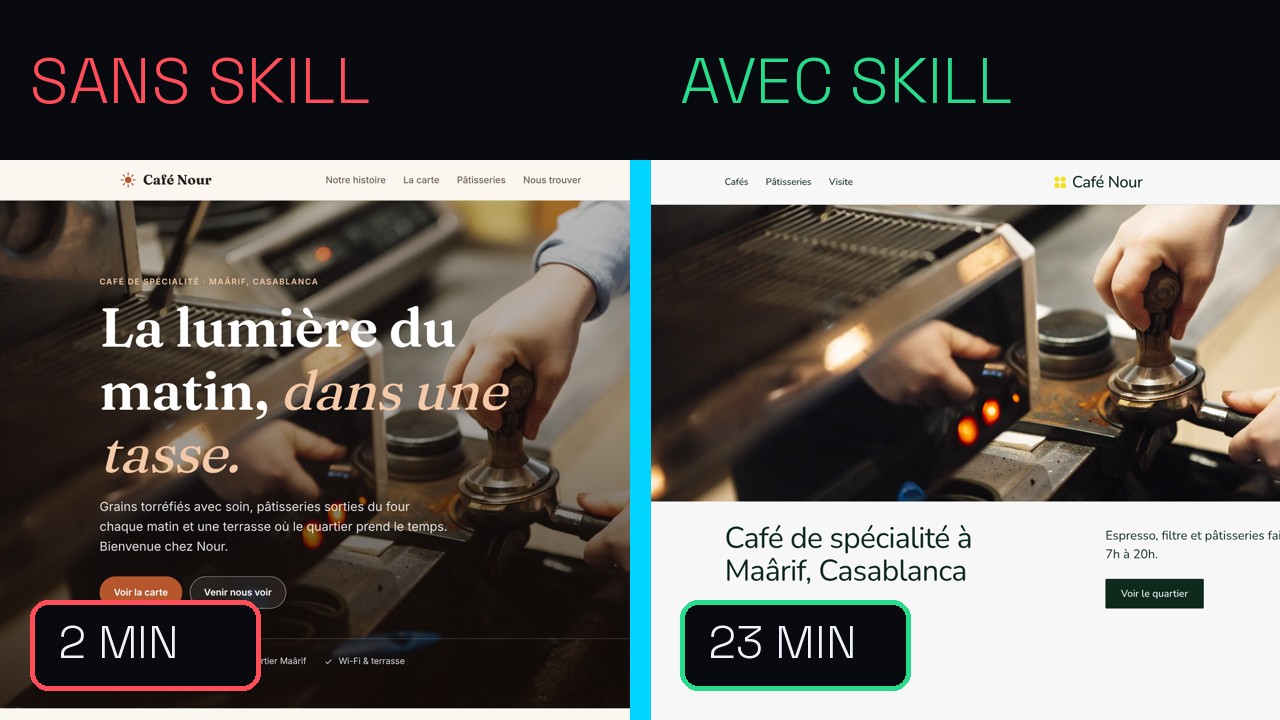 SANS SKILL
AVEC SKILL
Café Nour
Notre histoire
La carte
Pâtisseries
Nous trouver
CAFÉ DE SPÉCIALITÉ · MAÂRIF, CASABLANCA
La lumière du
matin, dans une
tasse.
Grains torréfiés avec soin, pâtisseries sorties du four
chaque matin et une terrasse où le quartier prend le temps.
Bienvenue chez Nour.
Voir la carte
Venir nous voir
Maârif
Wi-Fi & terrasse
2 MIN
Cafés
Pâtisseries
Visite
Café Nour
Café de spécialité à
Maârif, Casablanca
Espresso, filtre et pâtisseries
7h à 20h.
Voir le quartier
23 MIN